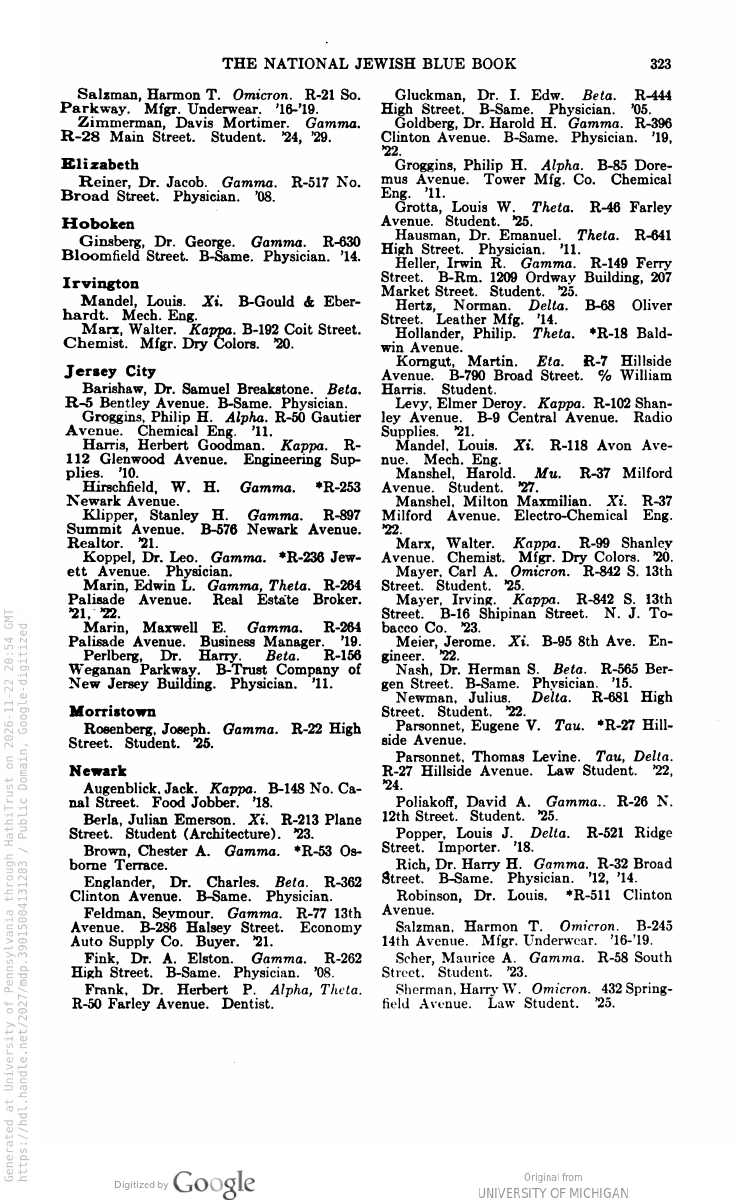 THE NATIONAL JEWISH BLUE BOOK 323
Salzman, Harmon T. Omicron. R-21 So.
Parkway. Mfgr. Underwear. '16-'19.
Zimmerman, Davis Mortimer. Gamma.
R-28 Main Street. Student. '24, '29.
Elizabeth
Reiner, Dr. Jacob. Gamma. R-517 No.
Broad Street. Physician. '08.
Hoboken
Ginsberg, Dr. George. Gamma. R-630
Bloomfield Street. B-Same. Physician. '14.
Irvington
Mandel, Louis. Xi. B-Gould & Eber-
hardt. Mech. Eng.
Marx, Walter. Kappa. B-192 Coit Street.
Chemist. Mfgr. Dry Colors. '20.
Jersey City
Barishaw, Dr. Samuel Breakstone. Beta.
R-5 Bentley Avenue. B-Same. Physician.
Groggins, Philip H. Alpha. R-50 Gautier
Avenue. Chemical Eng. '11.
Harris, Herbert Goodman. Kappa. R-
112 Glenwood Avenue. Engineering Sup-
plies. '10.
Hirschfield, W. H. Gamma. *R-253
Newark Avenue.
Klipper, Stanley H. Gamma. R-897
Summit Avenue. B-576 Newark Avenue.
Realtor. '21.
Koppel, Dr. Leo. Gamma. *R-236 Jew-
ett Avenue. Physician.
Marin, Edwin L. Gamma, Theta. R-264
Palisade Avenue. Real Estate Broker.
'21, '22.
Marin, Maxwell E. Gamma. R-264
Palisade Avenue. Business Manager. '19.
Perlberg, Dr. Harry. Beta. R-156
Weganan Parkway. B-Trust Company of
New Jersey Building. Physician. '11.
Morristown
Rosenberg, Joseph. Gamma. R-22 High
Street. Student. '25.
Newark
Augenblick, Jack. Kappa. B-148 No. Ca-
nal Street. Food Jobber. '18.
Berla, Julian Emerson. Xi. R-213 Plane
Street. Student (Architecture). '23.
Brown, Chester A. Gamma. *R-53 Os-
borne Terrace.
Englander, Dr. Charles. Beta. R-362
Clinton Avenue. B-Same. Physician.
Feldman, Seymour. Gamma. R-77 13th
Avenue. B-286 Halsey Street. Economy
Auto Supply Co. Buyer. '21.
Fink, Dr. A. Elston. Gamma. R-262
High Street. B-Same. Physician. '08.
Frank, Dr. Herbert P. Alpha, Theta.
R-50 Farley Avenue. Dentist.
Gluckman, Dr. I. Edw. Beta. R-444
High Street. B-Same. Physician. '05.
Goldberg, Dr. Harold H. Gamma. R-396
Clinton Avenue. B-Same. Physician. '19,
'22.
Groggins, Philip H. Alpha. B-85 Dore-
mus Avenue. Tower Mfg. Co. Chemical
Eng. '11.
Grotta, Louis W. Theta. R-46 Farley
Avenue. Student. '25.
Hausman, Dr. Emanuel. Theta. R-641
High Street. Physician. '11.
Heller, Irwin R. Gamma. R-149 Ferry
Street. B-Rm. 1209 Ordway Building, 207
Market Street. Student. '25.
Hertz, Norman. Delta. B-68 Oliver
Street. Leather Mfg. '14.
Hollander, Philip. Theta. *R-18 Bald-
win Avenue.
Korngut, Martin. Eta. R-7 Hillside
Avenue. B-790 Broad Street. % William
Harris. Student.
Levy, Elmer Deroy. Kappa. R-102 Shan-
ley Avenue. B-9 Central Avenue. Radio
Supplies. '21.
Mandel, Louis. Xi. R-118 Avon Ave-
nue. Mech. Eng.
Manshel, Harold. Mu. R-37 Milford
Avenue. Student. '27.
Manshel, Milton Maxmilian. Xi. R-37
Milford Avenue. Electro-Chemical Eng.
'22.
Marx, Walter. Kappa. R-99 Shanley
Avenue. Chemist. Mfgr. Dry Colors. '20.
Mayer, Carl A. Omicron. R-842 S. 13th
Street. Student. '25.
Mayer, Irving. Kappa. R-842 S. 13th
Street. B-16 Shipinan Street. N. J. To-
bacco Co. '23.
Meier, Jerome. Xi. B-95 8th Ave. En-
gineer. '22.
Nash, Dr. Herman S. Beta. R-565 Ber-
gen Street. B-Same. Physician. '15.
Newman, Julius. Delta. R-681 High
Street. Student. '22.
Parsonnet, Eugene V. Tau. *R-27 Hill-
side Avenue.
Parsonnet, Thomas Levine. Tau, Delta.
R-27 Hillside Avenue. Law Student. '22,
'24.
Poliakoff, David A. Gamma.. R-26 N.
12th Street. Student. '25.
Popper, Louis J. Delta. R-521 Ridge
Street. Importer. '18.
Rich, Dr. Harry H. Gamma. R-32 Broad
Street. B-Same. Physician. '12, '14.
Robinson, Dr. Louis. *R-511 Clinton
Avenue.
Salzman, Harmon T. Omicron. B-245
14th Avenue. Mfgr. Underwear. '16-'19.
Scher, Maurice A. Gamma. R-58 South
Street. Student. '23.
Sherman, Harry W. Omicron. 432 Spring-
field Avenue. Law Student. '25.
Generated at University of Pennsylvania through HathiTrust on 2026-11-22 20:54 GMT
https://hdl.handle.net/2027/mdp.39015084131283 / Public Domain, Google-digitized
Digitized by Google
Original from
UNIVERSITY OF MICHIGAN